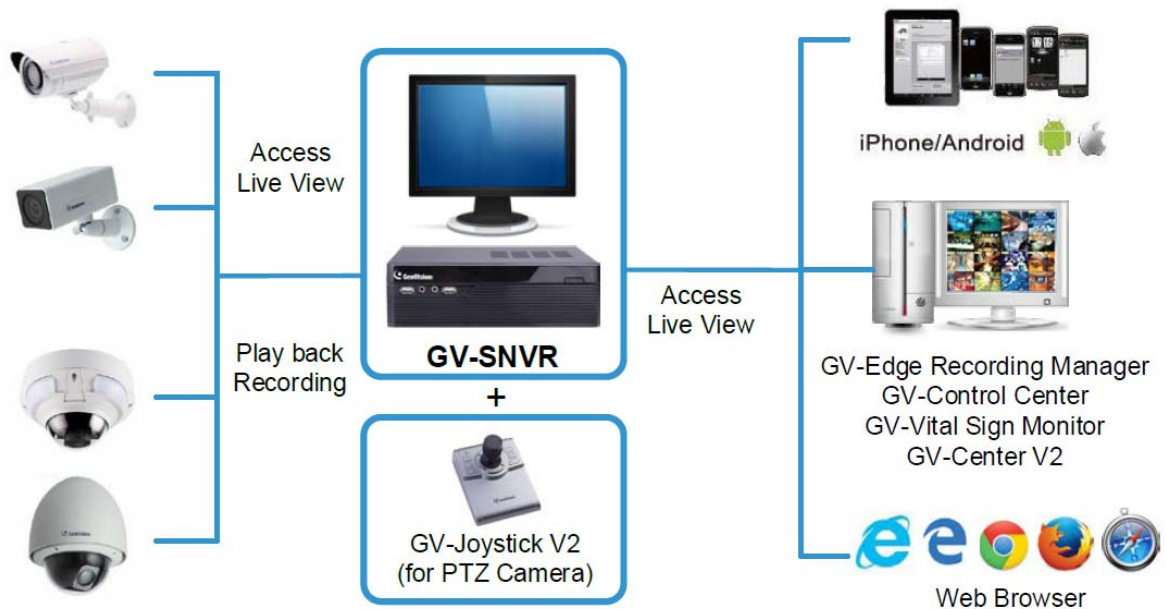 Access
Live View
Play back
Recording
GeoVision
GV-SNVR
+
GV-Joystick V2
(for PTZ Camera)
Access
Live View
iPhone/Android
GV-Edge Recording Manager
GV-Control Center
GV-Vital Sign Monitor
GV-Center V2
Web Browser